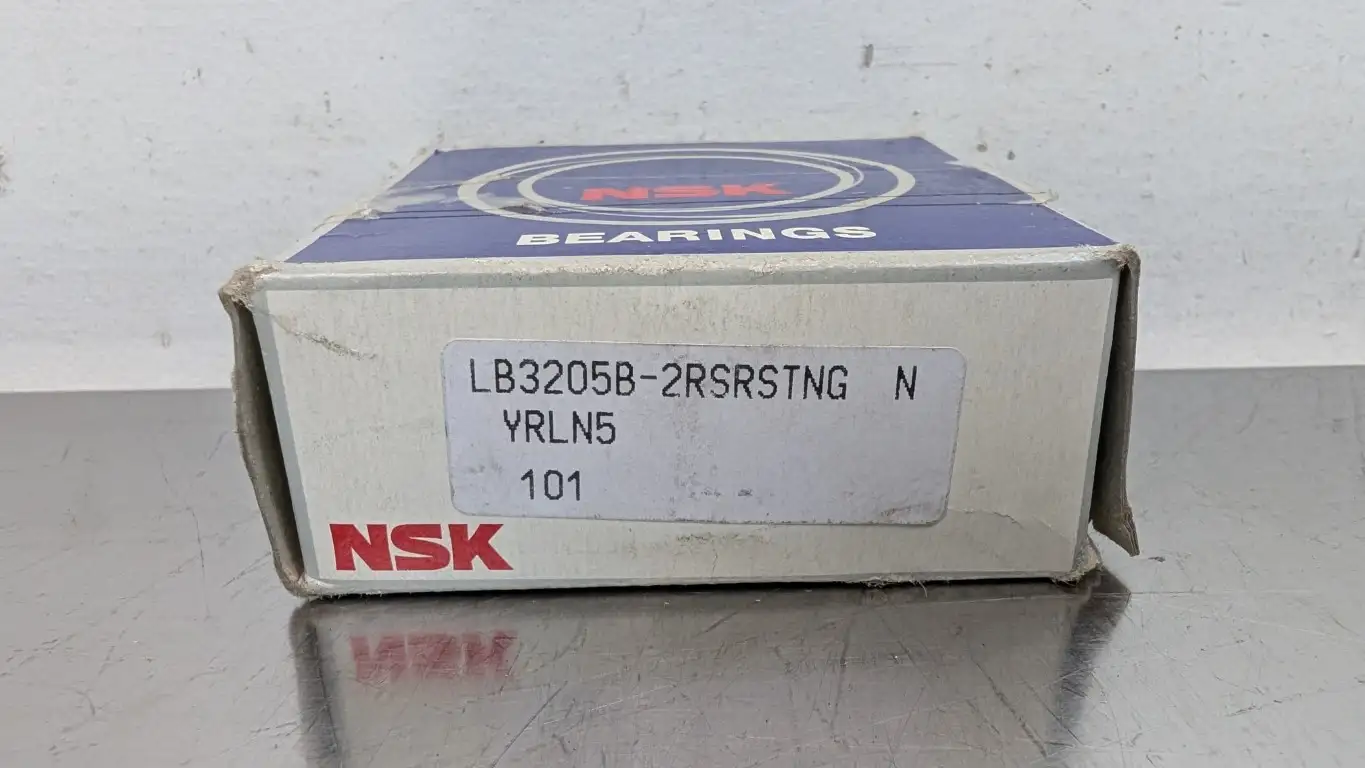 NSK
BEARINGS
LB3205B-2RSRSTNG N
YRLN5
101
NSK